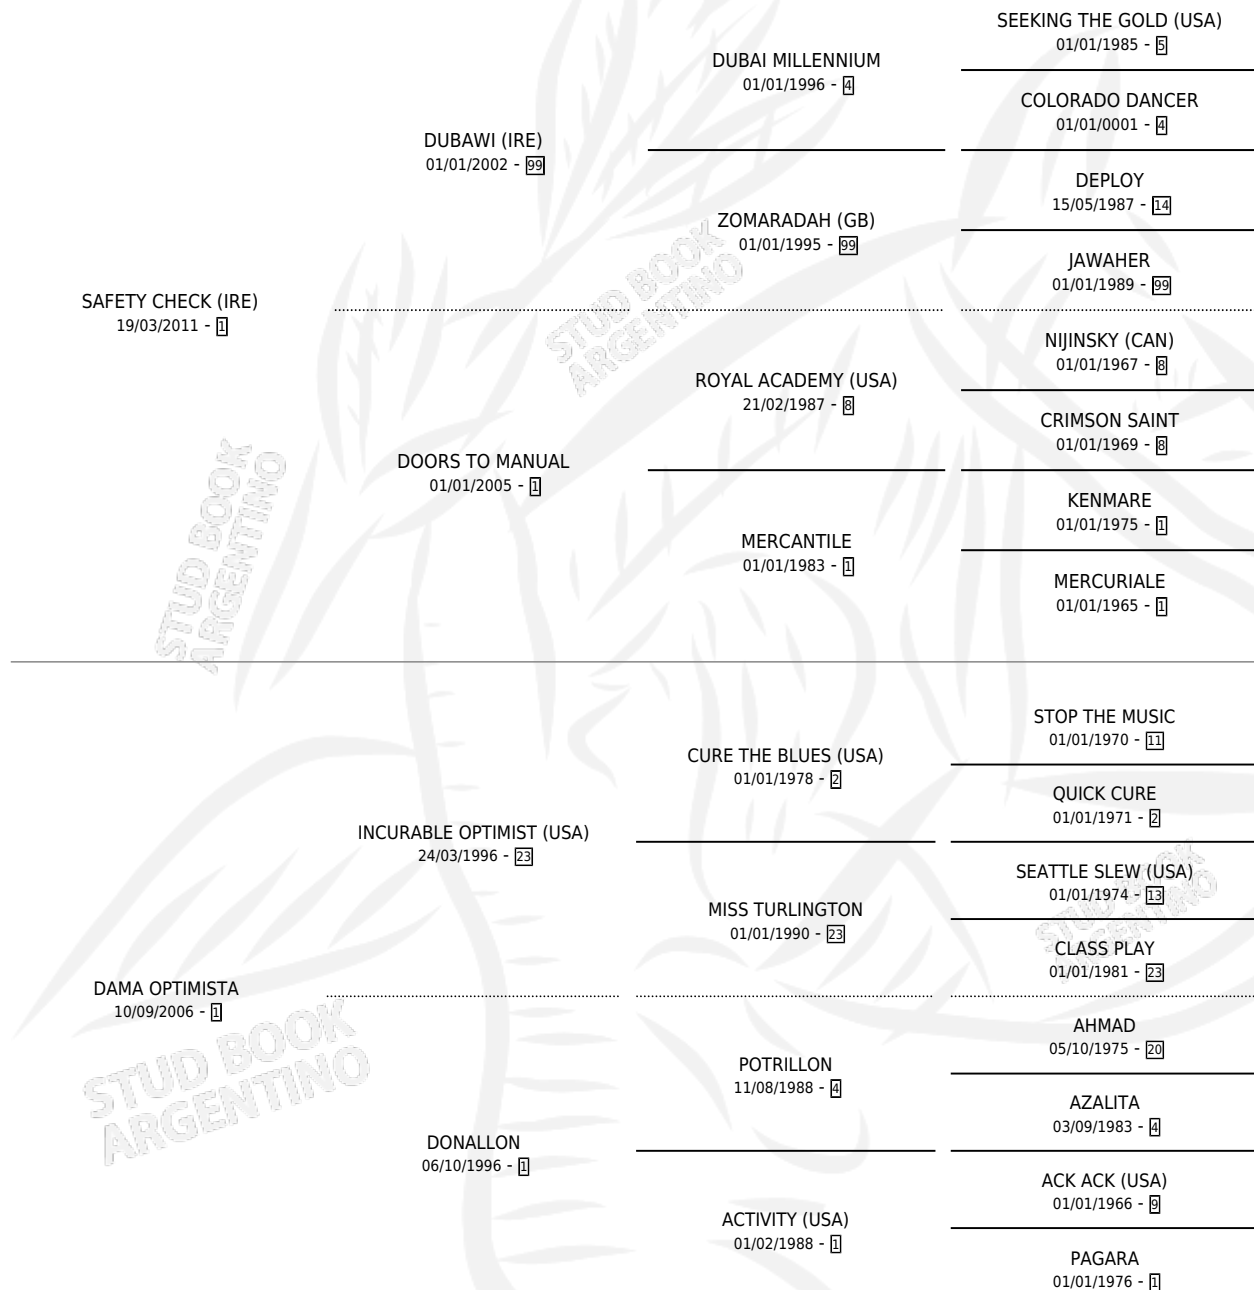 SEEKING THE GOLD (USA)
01/01/1985 - 5
DUBAI MILLENNIUM
01/01/1996 - 4
COLORADO DANCER
01/01/0001 - 4
DUBAWI (IRE)
01/01/2002 - 99
DEPLOY
15/05/1987 - 14
ZOMARADAH (GB)
01/01/1995 - 99
JAWAHER
01/01/1989 - 99
SAFETY CHECK (IRE)
19/03/2011 - 1
NIJINSKY (CAN)
01/01/1967 - 8
ROYAL ACADEMY (USA)
21/02/1987 - 8
CRIMSON SAINT
01/01/1969 - 8
DOORS TO MANUAL
01/01/2005 - 1
KENMARE
01/01/1975 - 1
MERCANTILE
01/01/1983 - 1
MERCURIALE
01/01/1965 - 1
STOP THE MUSIC
01/01/1970 - 11
CURE THE BLUES (USA)
01/01/1978 - 2
QUICK CURE
01/01/1971 - 2
INCURABLE OPTIMIST (USA)
24/03/1996 - 23
SEATTLE SLEW (USA)
01/01/1974 - 13
MISS TURLINGTON
01/01/1990 - 23
CLASS PLAY
01/01/1981 - 23
DAMA OPTIMISTA
10/09/2006 - 1
AHMAD
05/10/1975 - 20
POTRILLON
11/08/1988 - 4
AZALITA
03/09/1983 - 4
DONALLON
06/10/1996 - 1
ACK ACK (USA)
01/01/1966 - 9
ACTIVITY (USA)
01/02/1988 - 1
PAGARA
01/01/1976 - 1
STUD BOOK
ARGENTINO
STUD BOOK
ARGENTINO
STUD BOOK
ARGENTINO
STUD BOOK
ARGENTINO